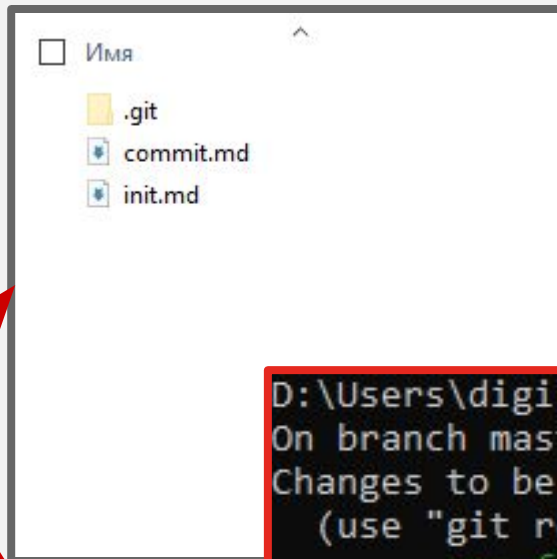 Имя
.git
commit.md
init.md
D:\Users\digi
On branch mas
Changes to be
(use "git r